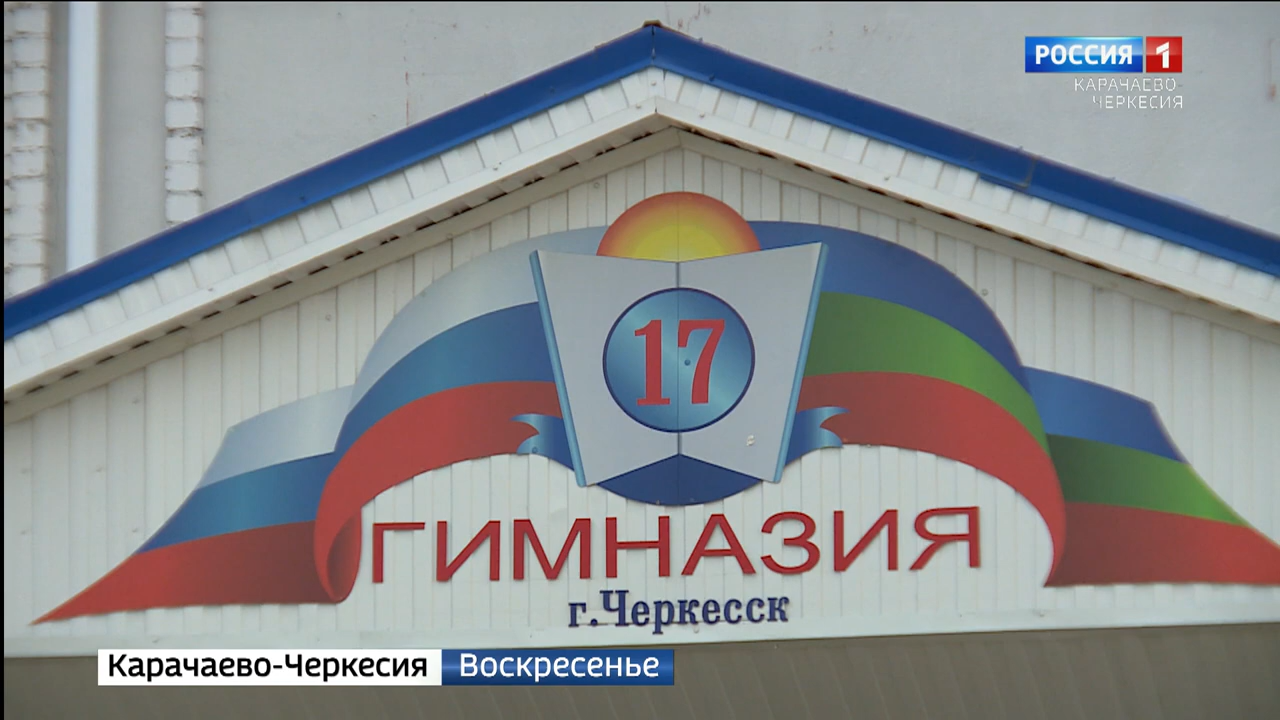 РОССИЯ 1
КАРАЧАЕВО-
ЧЕРКЕСИЯ
17
ГИМНАЗИЯ
г.Черкесск
Карачаево-Черкесия Воскресенье